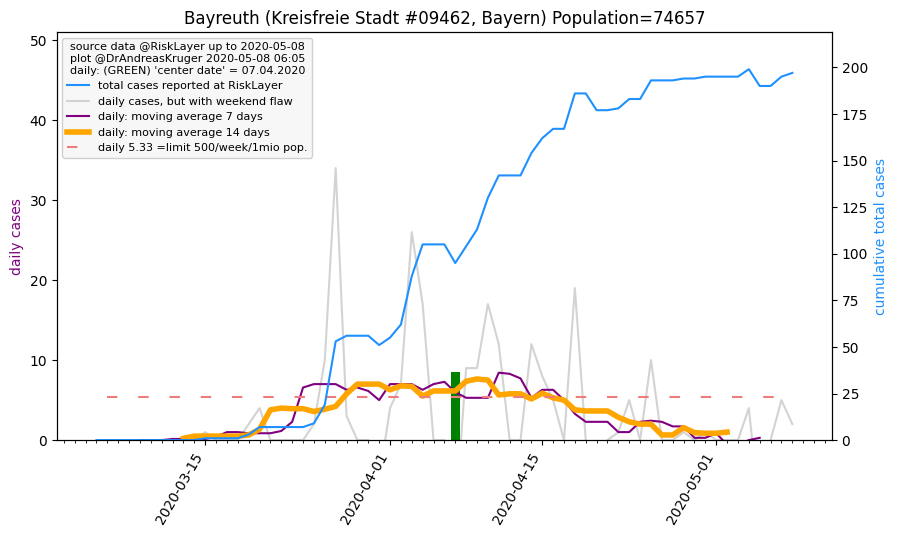 Bayreuth (Kreisfreie Stadt #09462, Bayern) Population=74657
source data @RiskLayer up to 2020-05-08
plot @DrAndreasKruger 2020-05-08 06:05
daily: (GREEN) 'center date' = 07.04.2020
total cases reported at RiskLayer
daily cases, but with weekend flaw
daily: moving average 7 days
daily: moving average 14 days
daily 5.33 =limit 500/week/1mio pop.
daily cases
50
40
30
20
10
0
cumulative total cases
200
175
150
125
100
75
50
25
0
2020-03-15
2020-04-01
2020-04-15
2020-05-01